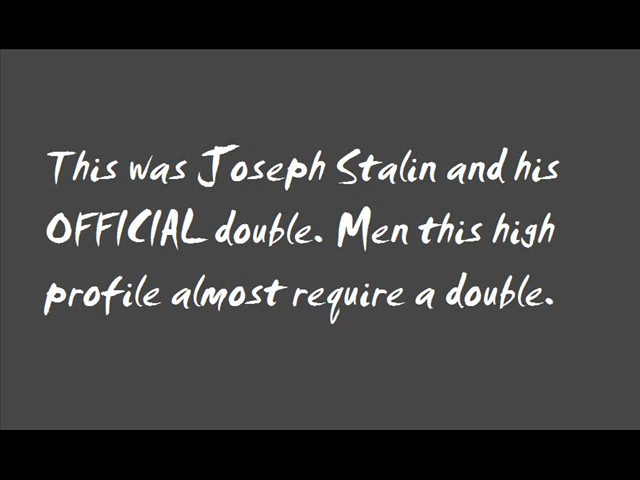 This was Joseph Stalin and his
OFFICIAL double. Men this high
profile almost require a double.